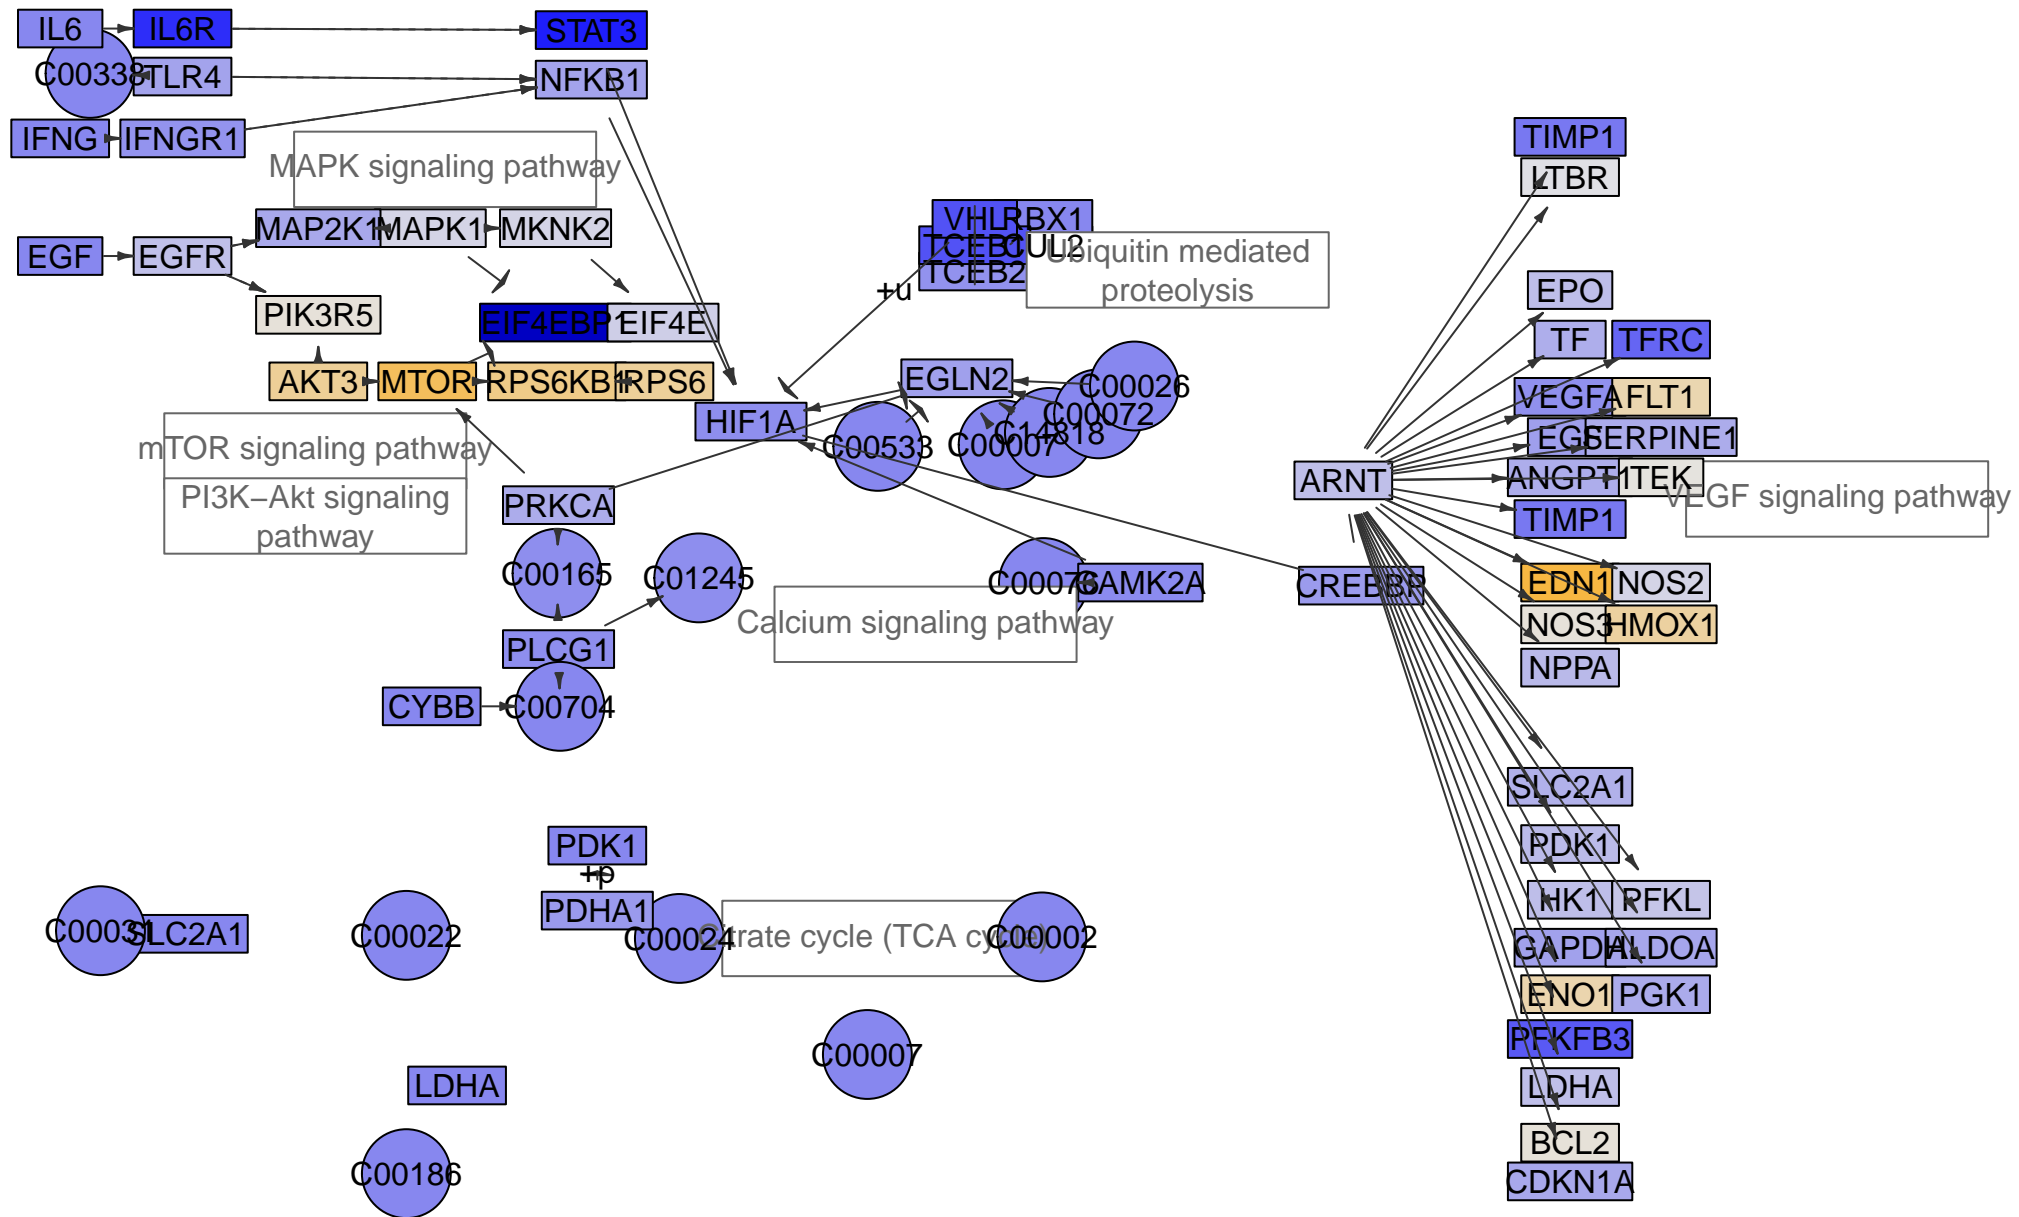 IL6
IL6R
STAT3
C00338
TLR4
NFKB1
IFNG
IFNGR1
TIMP1
MAPK signaling pathway
LTBR
MAP2K1
MAPK1
MKNK2
VHL
RBX1
EGF
EGFR
TCEB1
CUL2
Ubiquitin mediated
proteolysis
TCEB2
+u
EPO
PIK3R5
EIF4EBP1
EIF4E
TF
TFRC
AKT3
MTOR
RPS6KB1
RPS6
EGLN2
C00026
VEGFA
FLT1
HIF1A
C00072
C14818
C00007
C00533
EGF
SERPINE1
mTOR signaling pathway
PI3K–Akt signaling
pathway
ARNT
ANGPT1
TEK
VEGF signaling pathway
PRKCA
TIMP1
C00165
C01245
C00076
CAMK2A
CREBBP
EDN1
NOS2
Calcium signaling pathway
NOS3
HMOX1
PLCG1
NPPA
CYBB
C00704
SLC2A1
PDK1
+p
PDK1
PDHA1
HK1
PFKL
C00031
SLC2A1
C00022
C00024
Citrate cycle (TCA cycle)
C00002
GAPDH
ALDOA
ENO1
PGK1
PFKFB3
C00007
LDHA
LDHA
BCL2
C00186
CDKN1A